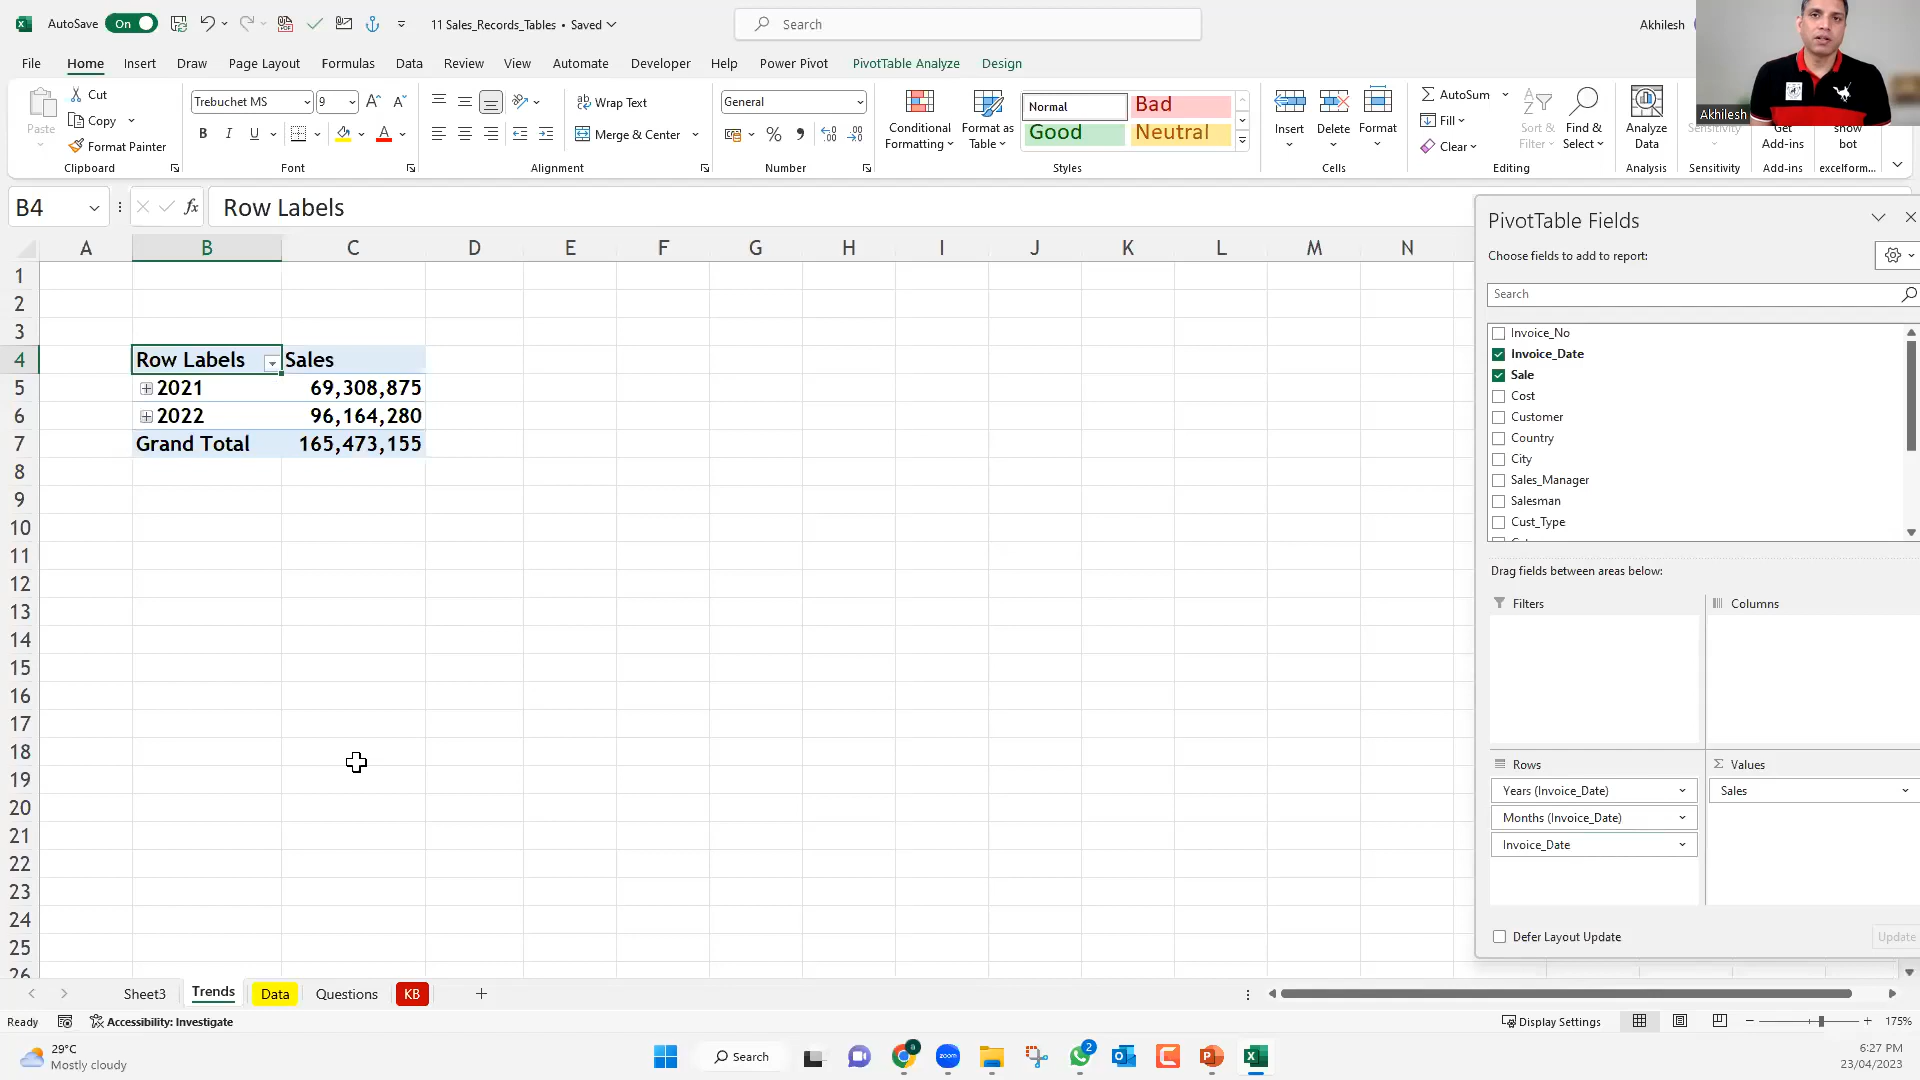 AutoSave On 11 Sales_Records_Tables • Saved Search Akhilesh
File Home Insert Draw Page Layout Formulas Data Review View Automate Developer Help Power Pivot PivotTable Analyze Design
Paste Cut Copy Format Painter
Trebuchet MS 9
B I U
Wrap Text
Merge & Center
General
%
Conditional Formatting
Format as Table
Normal Bad
Good Neutral
Insert Delete Format
AutoSum
Fill
Clear
Sort & Filter
Find & Select
Analyze Data
Sensitivity
Get Add-ins
show bot
Akhilesh
Clipboard Font Alignment Number Styles Cells Editing Analysis Sensitivity Add-ins excelform...
B4 fx Row Labels
A B C D E F G H I J K L M N
1
2
3
4 Row Labels Sales
5 2021 69,308,875
6 2022 96,164,280
7 Grand Total 165,473,155
8
9
10
11
12
13
14
15
16
17
18
19
20
21
22
23
24
25
26
PivotTable Fields
Choose fields to add to report:
Search
Invoice_No
Invoice_Date
Sale
Cost
Customer
Country
City
Sales_Manager
Salesman
Cust_Type
Drag fields between areas below:
Filters Columns
Rows Σ Values
Years (Invoice_Date) Sales
Months (Invoice_Date)
Invoice_Date
Defer Layout Update Update
Sheet3 Trends Data Questions KB
Ready Accessibility: Investigate Display Settings 175%
29°C
Mostly cloudy
Search
zoom
2
6:27 PM
23/04/2023